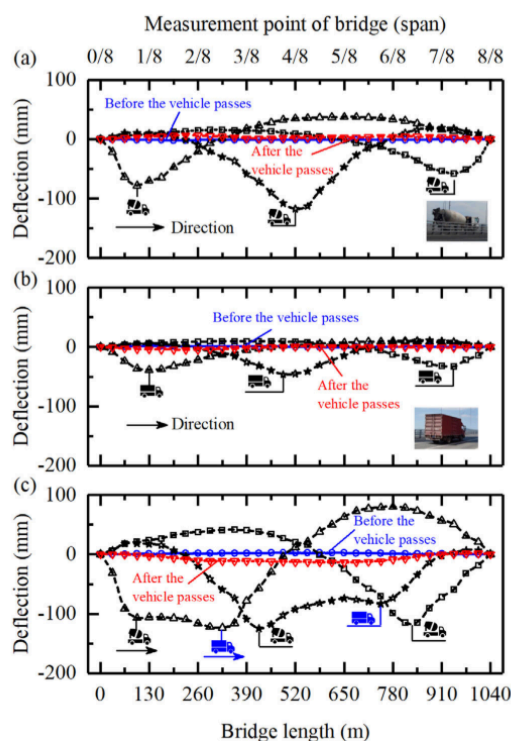 Measurement point of bridge (span)
0/8 1/8 2/8 3/8 4/8 5/8 6/8 7/8 8/8
(a)
100
0
-100
-200
Deflection (mm)
Before the vehicle passes
After the
vehicle passes
Direction
(b)
100
0
-100
-200
Deflection (mm)
Before the vehicle passes
After the
vehicle passes
Direction
(c)
100
0
-100
-200
Deflection (mm)
Before the
vehicle
passes
After the
vehicle passes
0 130 260 390 520 650 780 910 1040
Bridge length (m)